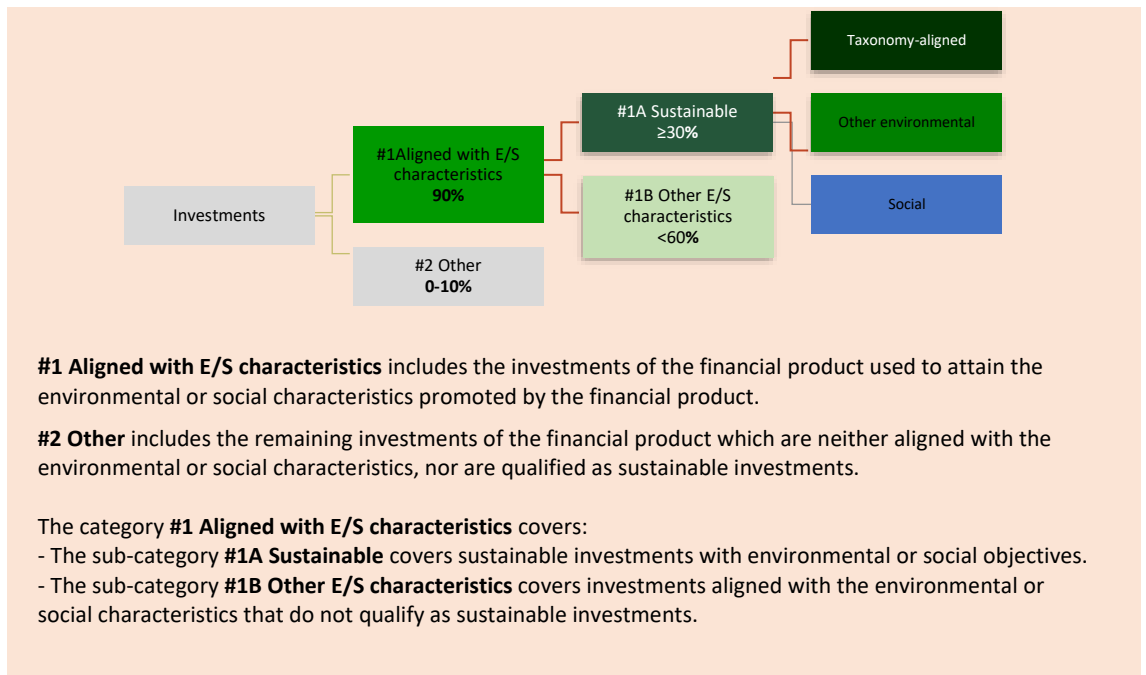 Taxonomy-aligned
#1A Sustainable
≥30%
Other environmental
#1Aligned with E/S
characteristics
90%
#1B Other E/S
characteristics
<60%
Investments
Social
#2 Other
0-10%
#1 Aligned with E/S characteristics includes the investments of the financial product used to attain the
environmental or social characteristics promoted by the financial product.
#2 Other includes the remaining investments of the financial product which are neither aligned with the
environmental or social characteristics, nor are qualified as sustainable investments.
The category #1 Aligned with E/S characteristics covers:
- The sub-category #1A Sustainable covers sustainable investments with environmental or social objectives.
- The sub-category #1B Other E/S characteristics covers investments aligned with the environmental or
social characteristics that do not qualify as sustainable investments.